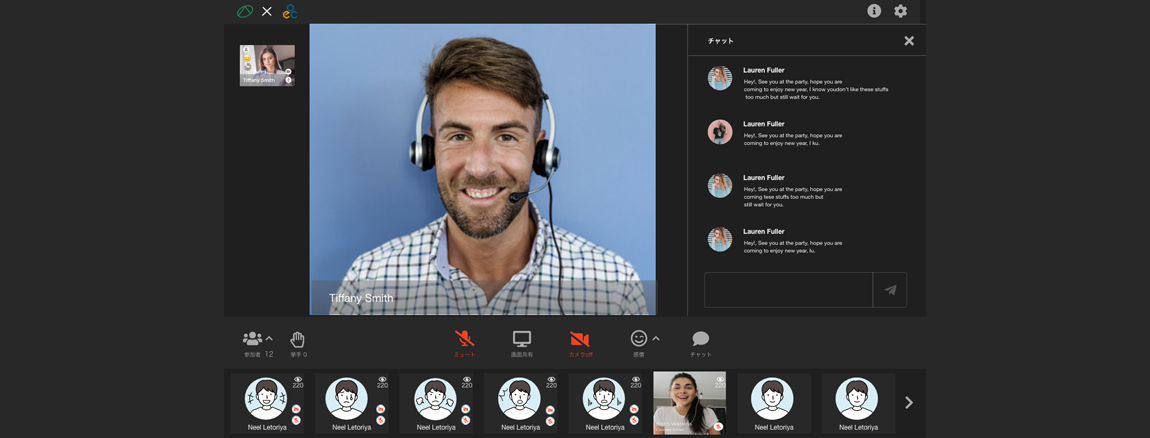 チャット
Tiffany Smith
Lauren Fuller
Hey!, See you at the party, hope you are
coming to enjoy new year, I know youdon't like these stuffs
too much but still wait for you.
Lauren Fuller
Hey!, See you at the party, hope you are
coming to enjoy new year, I ku.
Lauren Fuller
Hey!, See you at the party, hope you are
coming tese stuffs too much but
still wait for you.
Lauren Fuller
Hey!, See you at the party, hope you are
coming to enjoy new year, Iu.
Tiffany Smith
参加者 12
挙手 0
ミュート
画面共有
カメラoff
感情
チャット
220
220
220
220
220
220
Neel Letoriya
Neel Letoriya
Neel Letoriya
Neel Letoriya
Neel Letoriya
Neel Letoriya
Neel Letoriya